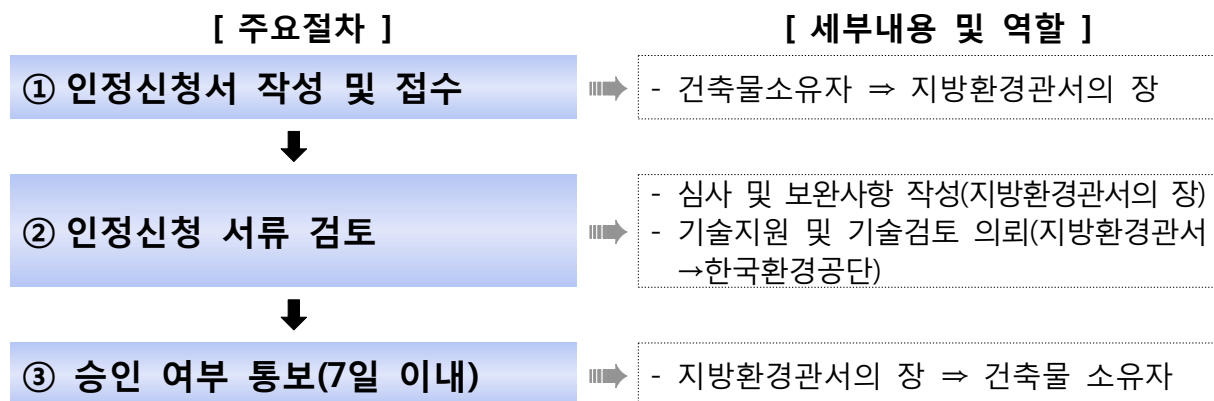 [ 주요절차 ]
[ 세부내용 및 역할 ]
① 인정신청서 작성 및 접수
- 건축물소유자 ⇒ 지방환경관서의 장
② 인정신청 서류 검토
- 심사 및 보완사항 작성(지방환경관서의 장)
- 기술지원 및 기술검토 의뢰(지방환경관서
→한국환경공단)
③ 승인 여부 통보(7일 이내)
- 지방환경관서의 장 ⇒ 건축물 소유자